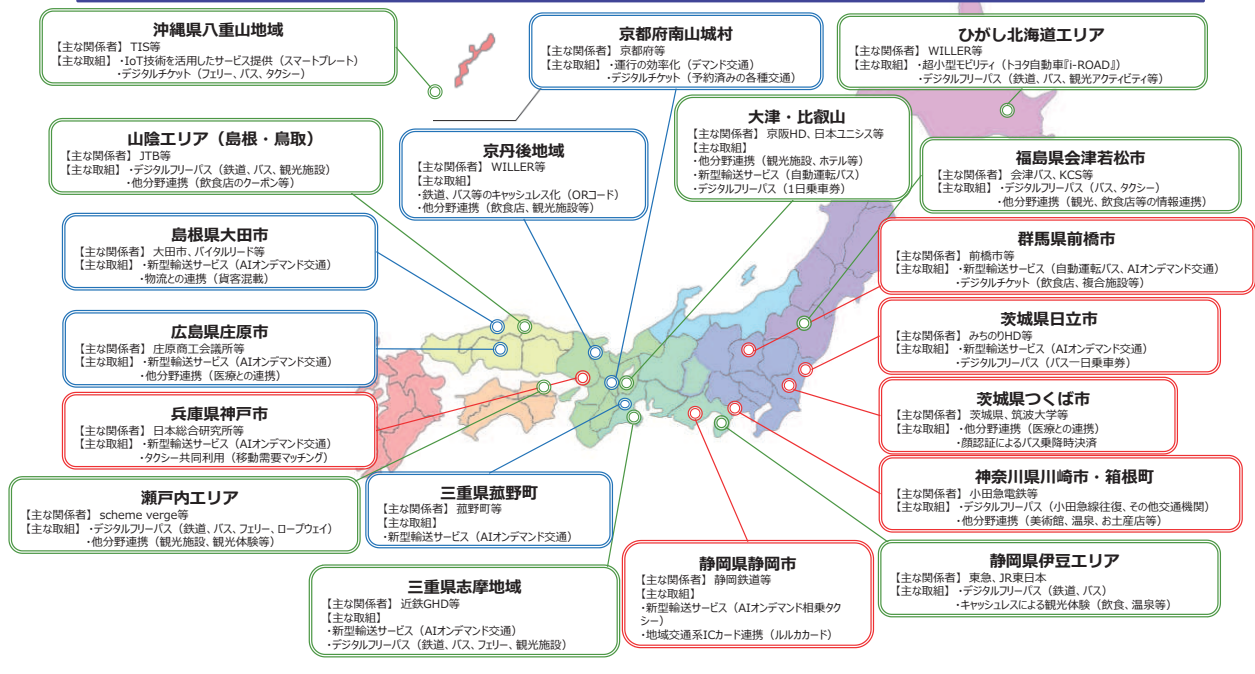 沖縄県八重山地域
【主な関係者】 TIS等
【主な取組】 ・IoT技術を活用したサービス提供（スマートプレート）
・デジタルチケット（フェリー、バス、タクシー）
京都府南山城村
【主な関係者】 京都府等
【主な取組】 ・運行の効率化（デマンド交通）
・デジタルチケット（予約済みの各種交通）
ひがし北海道エリア
【主な関係者】 WILLER等
【主な取組】 ・超小型モビリティ（トヨタ自動車『i-ROAD』）
・デジタルフリーパス（鉄道、バス、観光アクティビティ等）
山陰エリア（島根・鳥取）
【主な関係者】 JTB等
【主な取組】 ・デジタルフリーパス（鉄道、バス、観光施設）
・他分野連携（飲食店のクーポン等）
京丹後地域
【主な関係者】 WILLER等
【主な取組】
・鉄道、バス等のキャッシュレス化（QRコード）
・他分野連携（飲食店、観光施設等）
大津・比叡山
【主な関係者】 京阪HD、日本ユニシス等
【主な取組】
・他分野連携（観光施設、ホテル等）
・新型輸送サービス（自動運転バス）
・デジタルフリーパス（1日乗車券）
福島県会津若松市
【主な関係者】 会津バス、KCS等
【主な取組】 ・デジタルフリーパス（バス、タクシー）
・他分野連携（観光、飲食店等の情報連携）
島根県大田市
【主な関係者】 大田市、バイタルリード等
【主な取組】 ・新型輸送サービス（AIオンデマンド交通）
・物流との連携（貨客混載）
群馬県前橋市
【主な関係者】 前橋市等
【主な取組】 ・新型輸送サービス（自動運転バス、AIオンデマンド交通）
・デジタルチケット（飲食店、複合施設等）
広島県庄原市
【主な関係者】 庄原商工会議所等
【主な取組】 ・新型輸送サービス（AIオンデマンド交通）
・他分野連携（医療との連携）
茨城県日立市
【主な関係者】 みちのりHD等
【主な取組】 ・新型輸送サービス（AIオンデマンド交通）
・デジタルフリーパス（バス一日乗車券）
兵庫県神戸市
【主な関係者】 日本総合研究所等
【主な取組】 ・新型輸送サービス（AIオンデマンド交通）
・タクシー共同利用（移動需要マッチング）
茨城県つくば市
【主な関係者】 茨城県、筑波大学等
【主な取組】 ・他分野連携（医療との連携）
・顔認証によるバス乗降時決済
瀬戸内エリア
【主な関係者】 scheme verge等
【主な取組】 ・デジタルフリーパス（鉄道、バス、フェリー、ロープウェイ）
・他分野連携（観光施設、観光体験等）
三重県菰野町
【主な関係者】 菰野町等
【主な取組】
・新型輸送サービス（AIオンデマンド交通）
神奈川県川崎市・箱根町
【主な関係者】 小田急電鉄等
【主な取組】 ・デジタルフリーパス（小田急線往復、その他交通機関）
・他分野連携（美術館、温泉、お土産店等）
三重県志摩地域
【主な関係者】 近鉄GHD等
【主な取組】
・新型輸送サービス（AIオンデマンド交通）
・デジタルフリーパス（鉄道、バス、フェリー、観光施設）
静岡県静岡市
【主な関係者】 静岡鉄道等
【主な取組】
・新型輸送サービス（AIオンデマンド相乗タク
シー）
・地域交通系ICカード連携（ルルカカード）
静岡県伊豆エリア
【主な関係者】 東急、JR東日本
【主な取組】 ・デジタルフリーパス（鉄道、バス）
・キャッシュレスによる観光体験（飲食、温泉等）